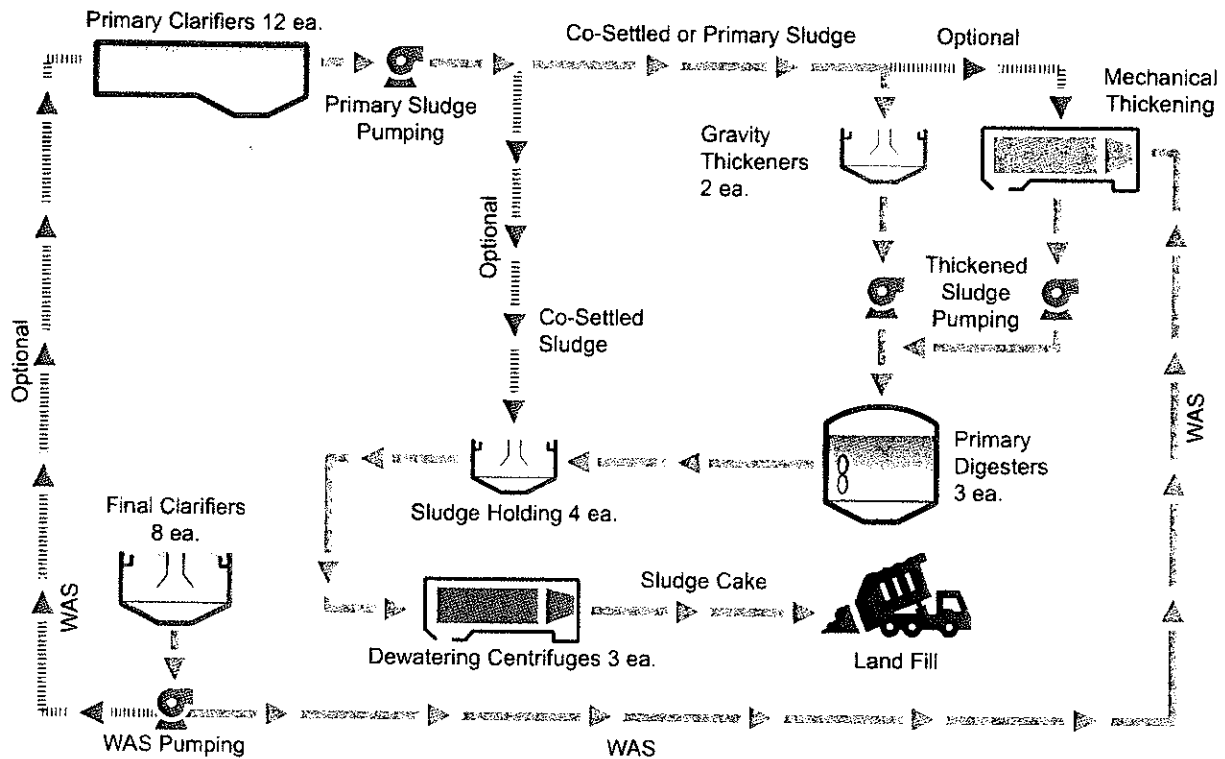 Primary Clarifiers 12 ea.
Co-Settled or Primary Sludge
Optional
Mechanical
Thickening
Primary Sludge
Pumping
Gravity
Thickeners
2 ea.
Optional
Thickened
Sludge
Pumping
Co-Settled
Sludge
Optional
WAS
Primary
Digesters
3 ea.
Final Clarifiers
8 ea.
Sludge Holding 4 ea.
Sludge Cake
WAS
Dewatering Centrifuges 3 ea.
Land Fill
WAS Pumping
WAS